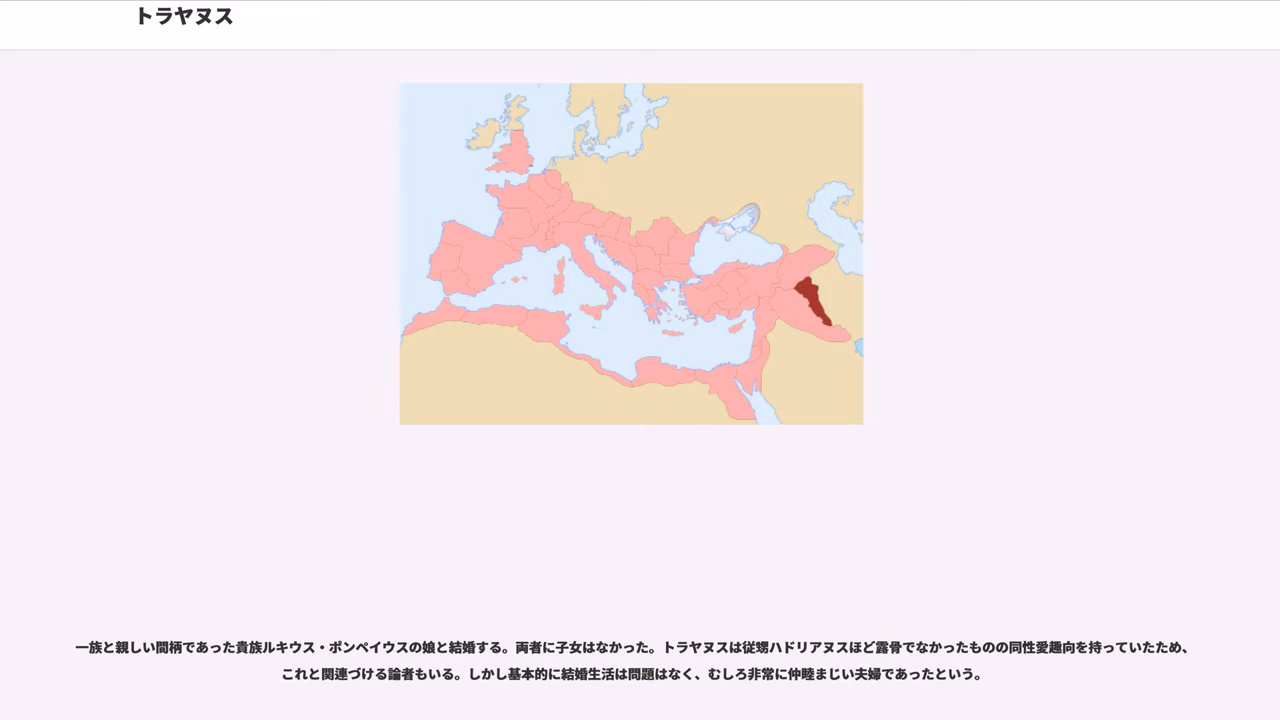 トラヤヌス
一族と親しい間柄であった貴族ルキウス・ポンペイウスの娘と結婚する。両者に子女はなかった。トラヤヌスは従甥ハドリアヌスほど露骨でなかったものの同性愛趣向を持っていたため、
これと関連づける論者もいる。しかし基本的に結婚生活は問題はなく、むしろ非常に仲睦まじい夫婦であったという。